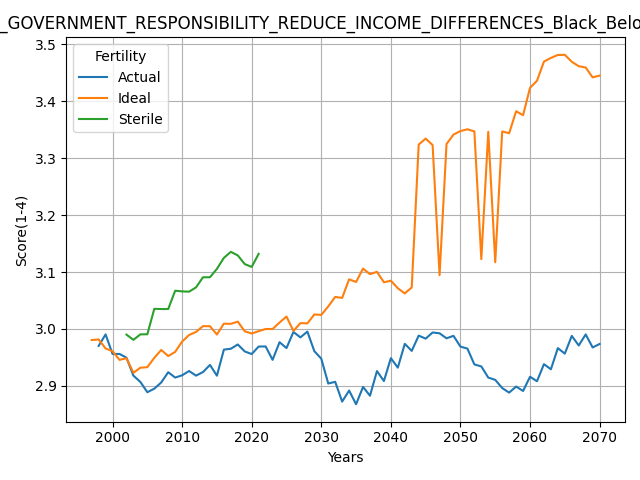 _GOVERNMENT_RESPONSIBILITY_REDUCE_INCOME_DIFFERENCES_Black_Belo
Fertility
Actual
Ideal
Sterile
Score(1-4)
3.5
3.4
3.3
3.2
3.1
3.0
2.9
2000 2010 2020 2030 2040 2050 2060 2070
Years